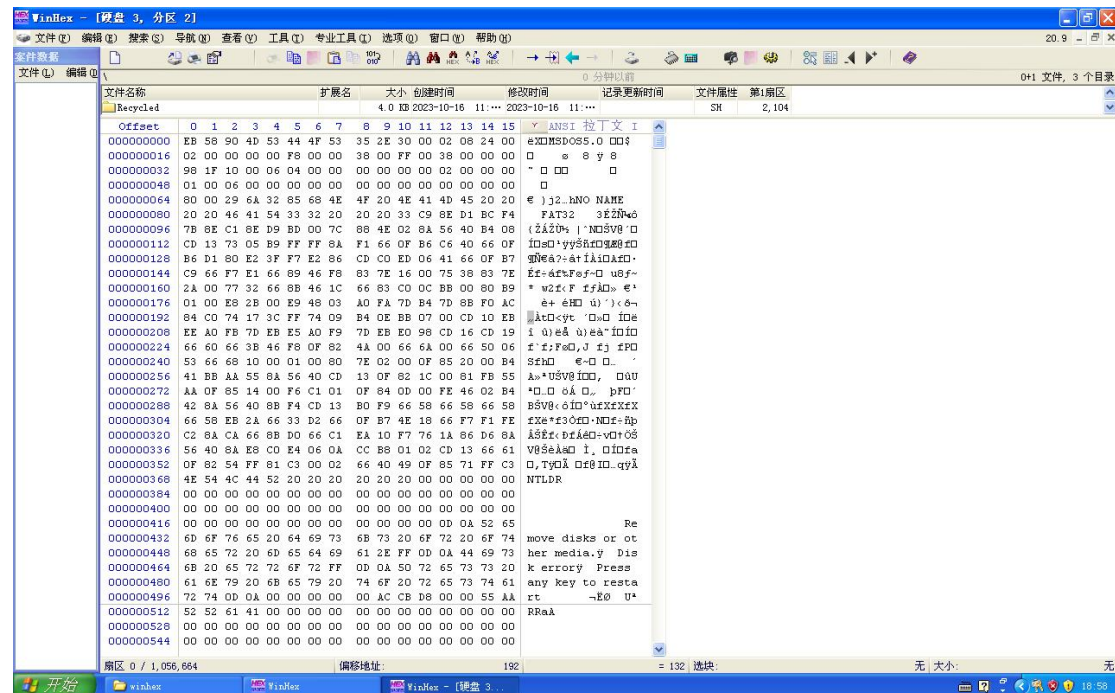 WinHex - [硬盘 3, 分区 2]
文件(F) 编辑(E) 搜索(S) 导航(N) 查看(V) 工具(T) 专业工具(I) 选项(O) 窗口(W) 帮助(H) 20.9
案件数据
文件(L) 编辑(D
\ 0 分钟以前 0+1 文件, 3 个目录
文件名称 扩展名 大小 创建时间 修改时间 记录更新时间 文件属性 第1扇区
Recycled 4.0 KB 2023-10-16 11:... 2023-10-16 11:... SH 2,104
Offset 0 1 2 3 4 5 6 7 8 9 10 11 12 13 14 15 ANSI 拉丁文 I
000000000 EB 58 90 4D 53 44 4F 53 35 2E 30 00 02 08 24 00
000000016 02 00 00 00 00 F8 00 00 38 00 FF 00 38 00 00 00
000000032 98 1F 10 00 06 04 00 00 00 00 00 00 02 00 00 00
000000048 01 00 06 00 00 00 00 00 00 00 00 00 00 00 00 00
000000064 80 00 29 6A 32 85 68 4E 4F 20 4E 41 4D 45 20 20 € )j2…hNO NAME
000000080 20 20 46 41 54 33 32 20 20 20 33 C9 8E D1 BC F4 FAT32 3ÉŽÑ¼ô
000000096 7B 8E C1 8E D9 BD 00 7C 88 4E 02 8A 56 40 B4 08
000000112 CD 13 73 05 B9 FF FF 8A F1 66 0F B6 C6 40 66 0F
000000128 B6 D1 80 E2 3F F7 E2 86 CD C0 ED 06 41 66 0F B7
000000144 C9 66 F7 E1 66 89 46 F8 83 7E 16 00 75 38 83 7E
000000160 2A 00 77 32 66 8B 46 1C 66 83 C0 0C BB 00 80 B9
000000176 01 00 E8 2B 00 E9 48 03 A0 FA 7D B4 7D 8B F0 AC
000000192 84 C0 74 17 3C FF 74 09 B4 0E BB 07 00 CD 10 EB
000000208 EE A0 FB 7D EB E5 A0 F9 7D EB E0 98 CD 16 CD 19
000000224 66 60 66 3B 46 F8 0F 82 4A 00 66 6A 00 66 50 06
000000240 53 66 68 10 00 01 00 80 7E 02 00 0F 85 20 00 B4
000000256 41 BB AA 55 8A 56 40 CD 13 0F 82 1C 00 81 FB 55
000000272 AA 0F 85 14 00 F6 C1 01 0F 84 0D 00 FE 46 02 B4
000000288 42 8A 56 40 8B F4 CD 13 B0 F9 66 58 66 58 66 58
000000304 66 58 EB 2A 66 33 D2 66 0F B7 4E 18 66 F7 F1 FE
000000320 C2 8A CA 66 8B D0 66 C1 EA 10 F7 76 1A 86 D6 8A
000000336 56 40 8A E8 C0 E4 06 0A CC B8 01 02 CD 13 66 61
000000352 0F 82 54 FF 81 C3 00 02 66 40 49 0F 85 71 FF C3
000000368 4E 54 4C 44 52 20 20 20 20 20 20 00 00 00 00 00 NTLDR
000000384 00 00 00 00 00 00 00 00 00 00 00 00 00 00 00 00
000000400 00 00 00 00 00 00 00 00 00 00 00 00 00 00 00 00
000000416 00 00 00 00 00 00 00 00 00 00 00 00 0D 0A 52 65 Re
000000432 6D 6F 76 65 20 64 69 73 6B 73 20 6F 72 20 6F 74 move disks or ot
000000448 68 65 72 20 6D 65 64 69 61 2E FF 0D 0A 44 69 73 her media.ÿ Dis
000000464 6B 20 65 72 72 6F 72 FF 0D 0A 50 72 65 73 73 20 k errorÿ Press
000000480 61 6E 79 20 6B 65 79 20 74 6F 20 72 65 73 74 61 any key to resta
000000496 72 74 0D 0A 00 00 00 00 00 AC CB D8 00 00 55 AA rt ¬ËØ Uª
000000512 52 52 61 41 00 00 00 00 00 00 00 00 00 00 00 00 RRaA
000000528 00 00 00 00 00 00 00 00 00 00 00 00 00 00 00 00
000000544 00 00 00 00 00 00 00 00 00 00 00 00 00 00 00 00
扇区 0 / 1,056,664 偏移地址: 192 = 132 选块: 无 大小: 无
开始 winhex WinHex WinHex - [硬盘 3... 18:58